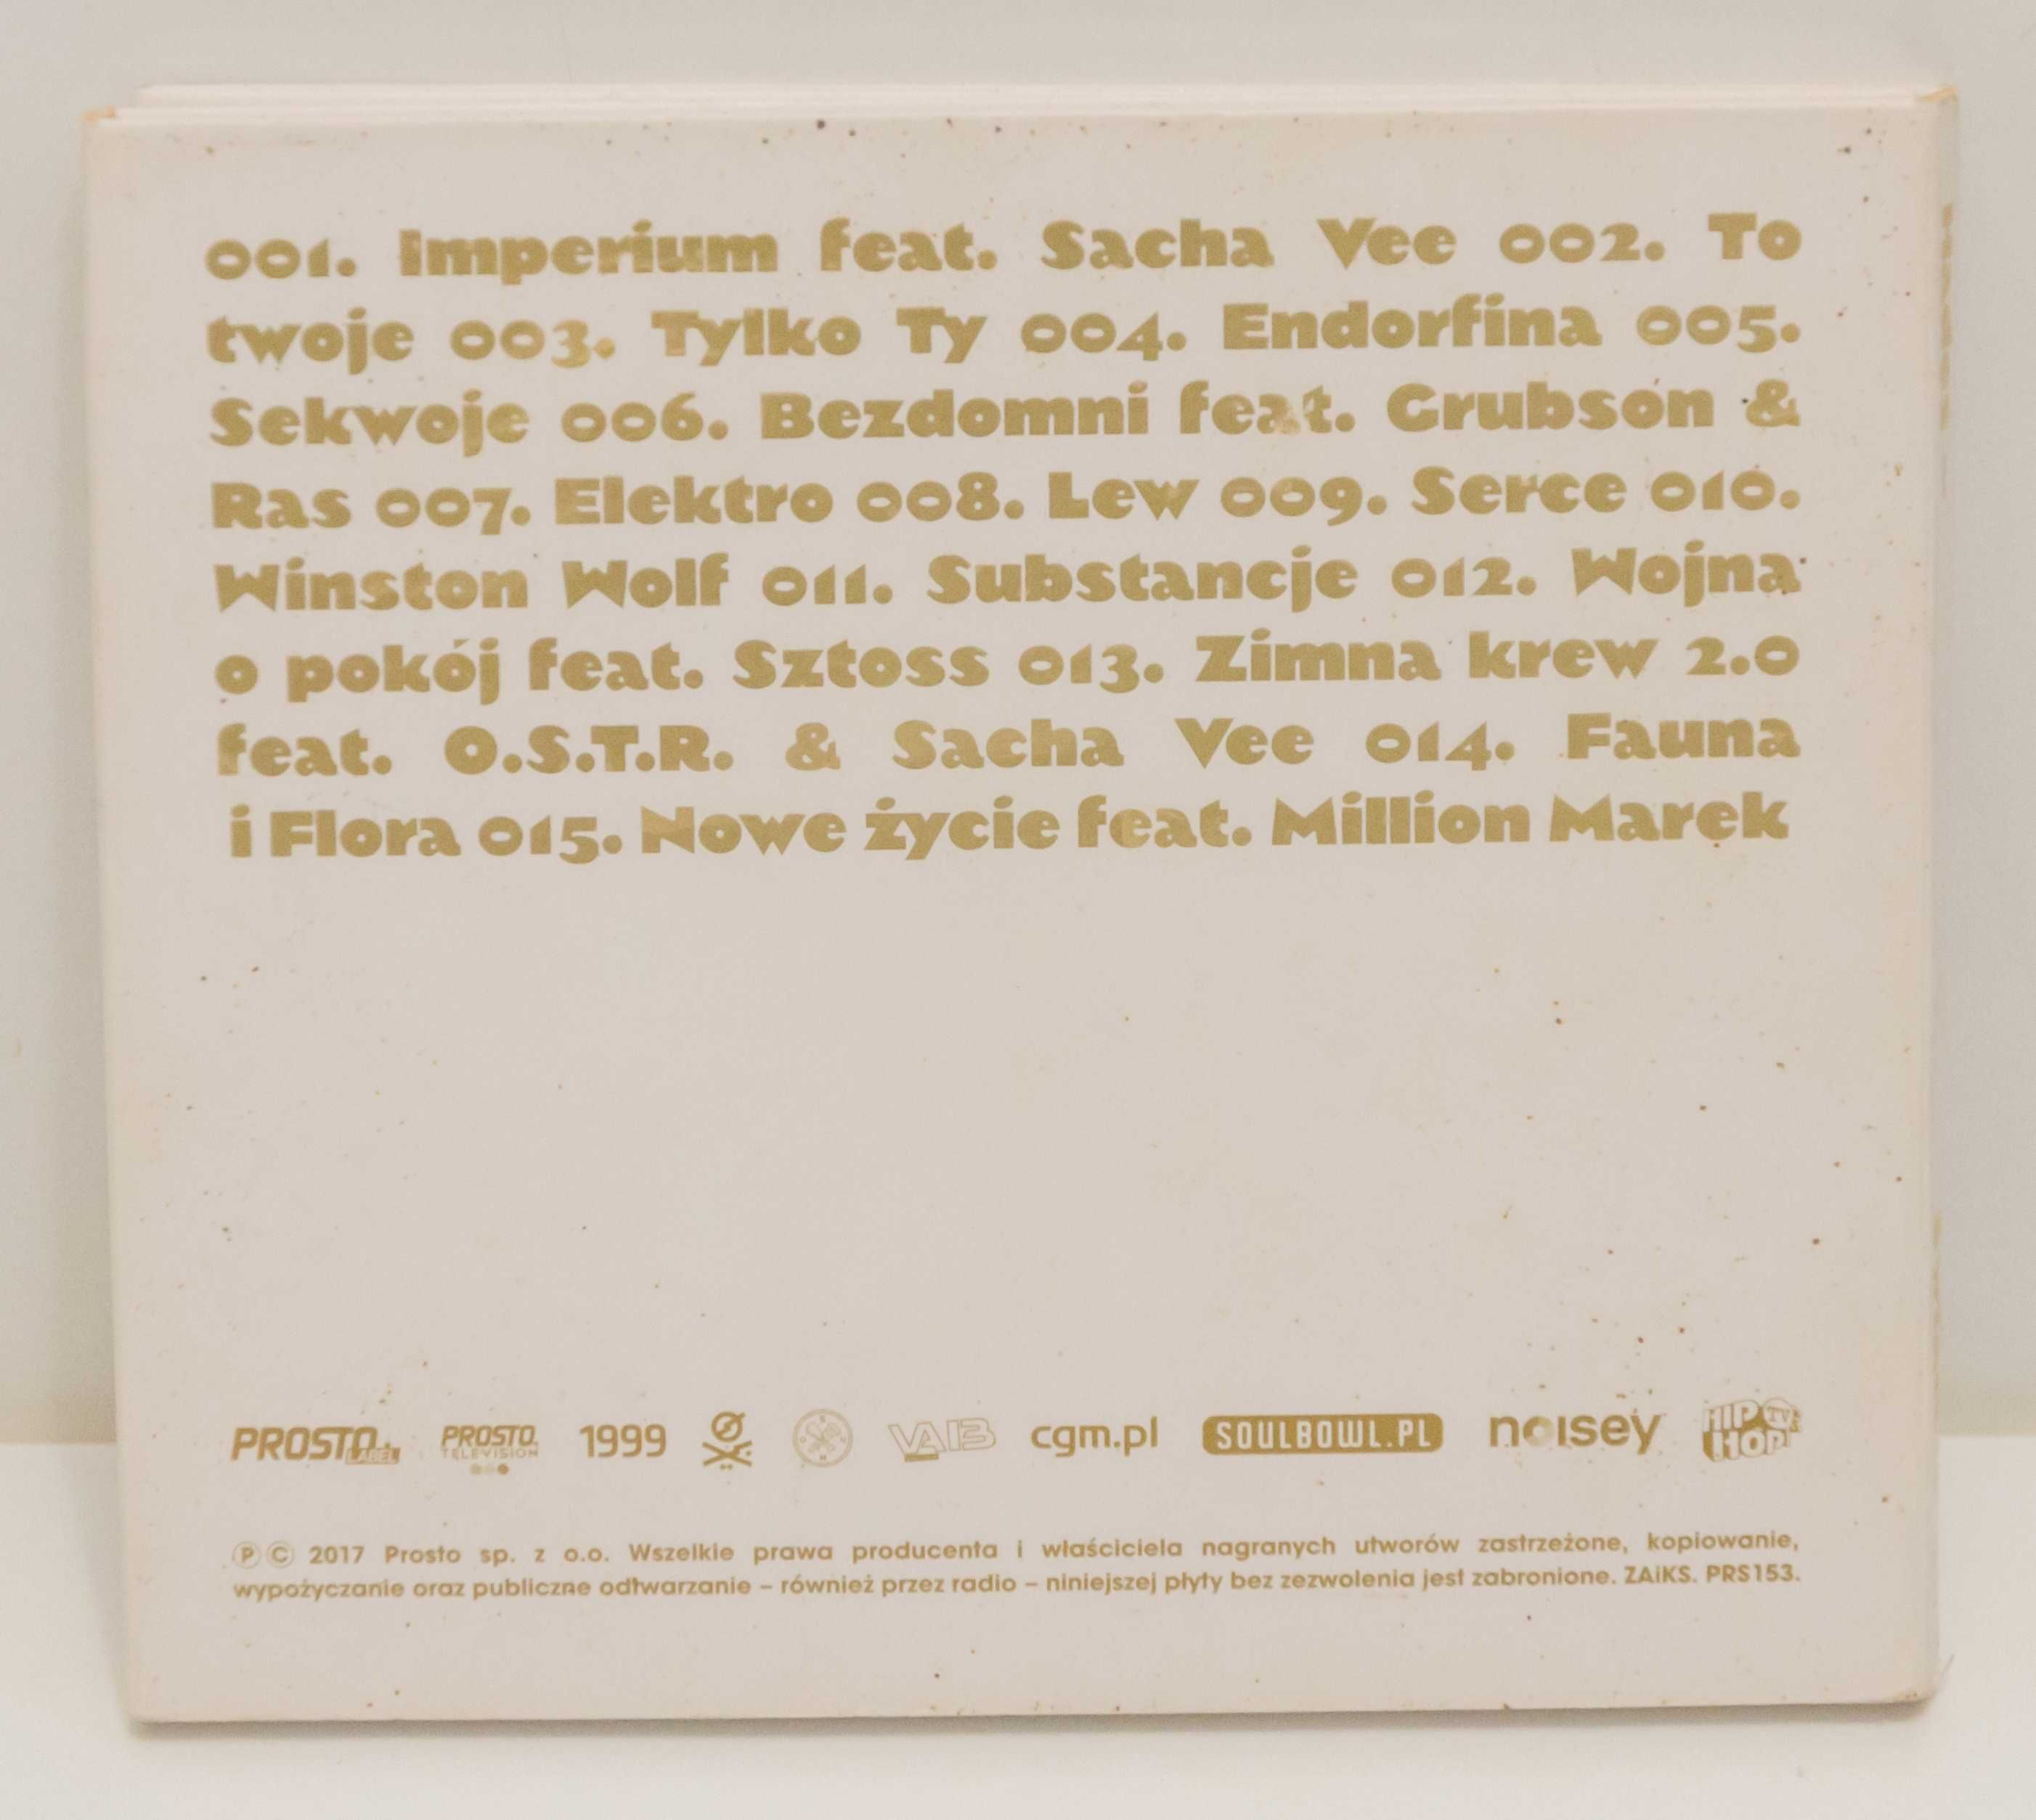 001. Imperium feat. Sacha Vee 002. To
twoje 003. Tylko Ty 004. Endorfina 005.
Sekwoje 006. Bezdomni feat. Grubson &
Ras 007. Elektro 008. Lew 009. Serce 010.
Winston Wolf 011. Substancje 012. Wojna
o pokój feat. Sztoss 013. Zimna krew 2.0
feat. O.S.T.R. & Sacha Vee 014. Fauna
i Flora 015. Nowe życie feat. Million Marek
PROSTO. LABEL PROSTO. TELEVISION 1999 cgm.pl SOULBOWL.PL noisey HIP HOP TV
Ⓟ © 2017 Prosto sp. z o.o. Wszelkie prawa producenta i właściciela nagranych utworów zastrzeżone, kopiowanie,
wypożyczanie oraz publiczne odtwarzanie – również przez radio – niniejszej płyty bez zezwolenia jest zabronione. ZAiKS. PRS153.